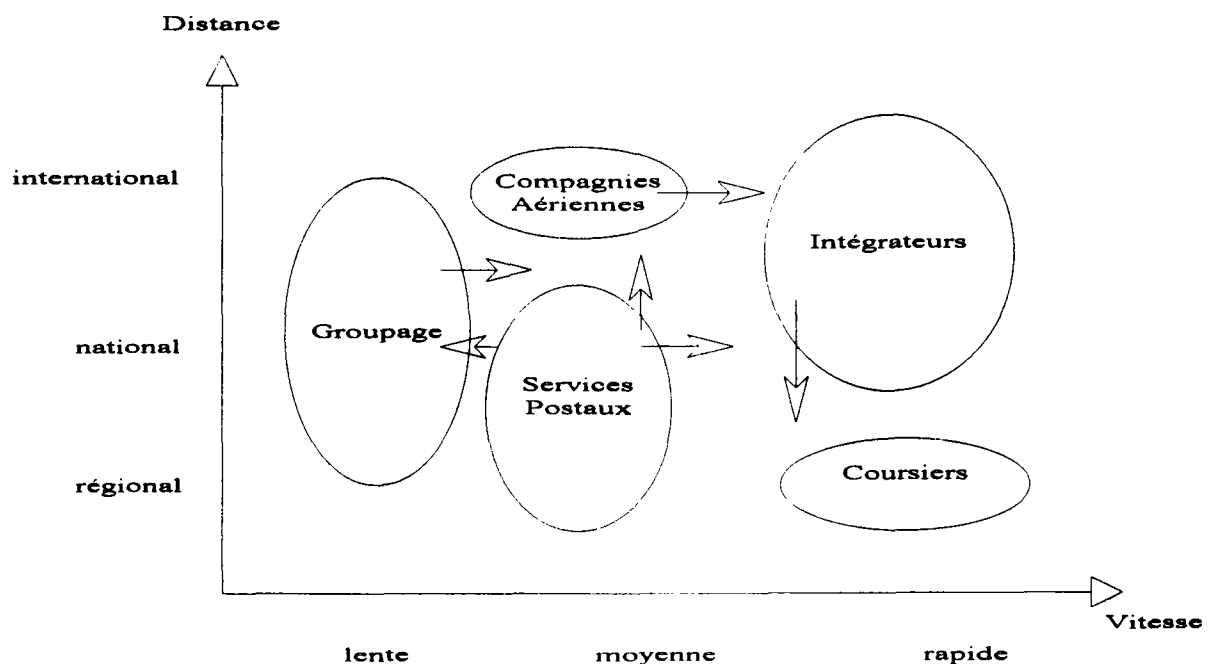 Distance
international
Compagnies
Aériennes
Intégrateurs
Groupage
national
Services
Postaux
Coursiers
régional
Vitesse
lente
moyenne
rapide